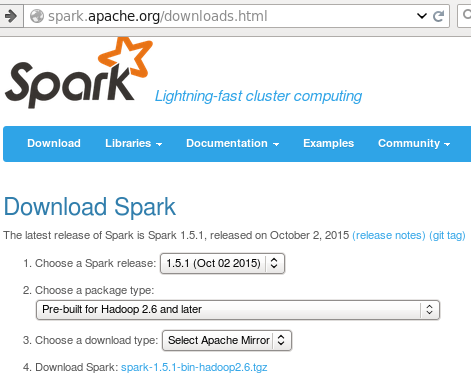 spark.apache.org/downloads.html
Spark
Lightning-fast cluster computing
Download Libraries Documentation Examples Community
Download Spark
The latest release of Spark is Spark 1.5.1, released on October 2, 2015 (release notes) (git tag)
1. Choose a Spark release: 1.5.1 (Oct 02 2015)
2. Choose a package type:
Pre-built for Hadoop 2.6 and later
3. Choose a download type: Select Apache Mirror
4. Download Spark: spark-1.5.1-bin-hadoop2.6.tgz